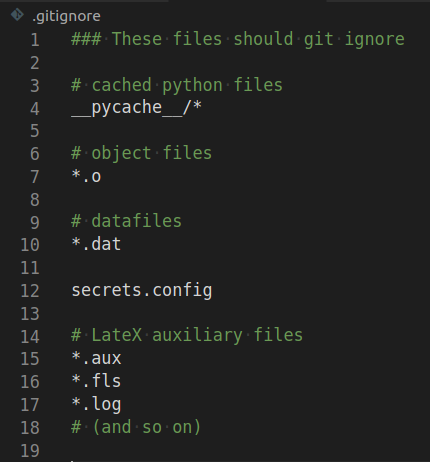 .gitignore
1 ### These files should git ignore
2
3 # cached python files
4 __pycache__/*
5
6 # object files
7 *.o
8
9 # datafiles
10 *.dat
11
12 secrets.config
13
14 # LateX auxiliary files
15 *.aux
16 *.fls
17 *.log
18 # (and so on)
19